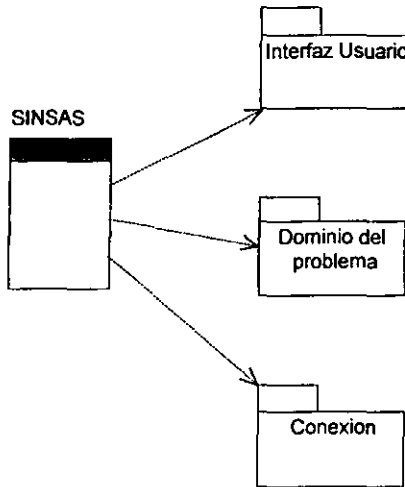 Interfaz Usuario
SINSAS
Dominio del
problema
Conexion